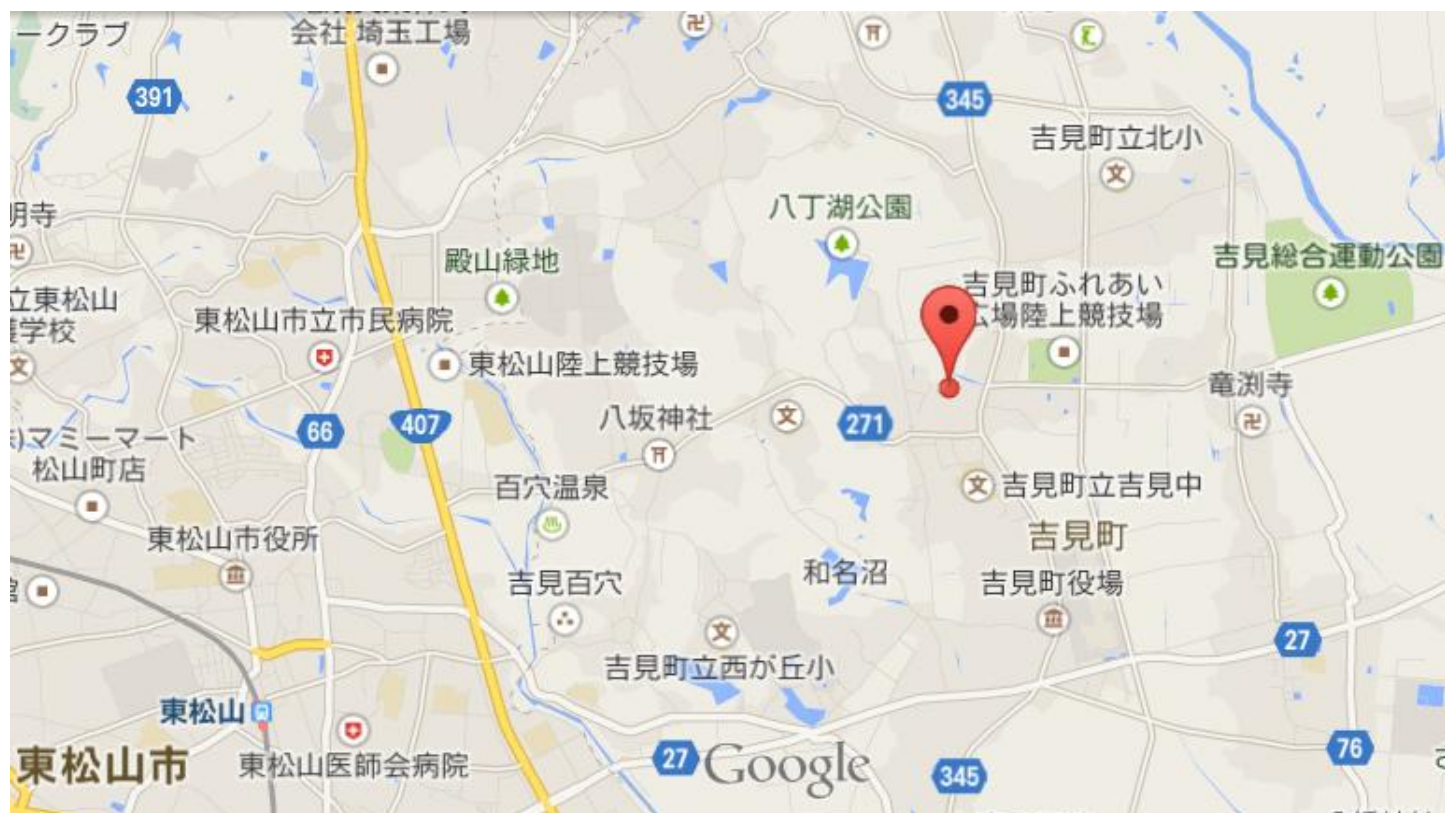 ークラブ
会社 埼玉工場
391
345
吉見町立北小
八丁湖公園
明寺
殿山緑地
吉見総合運動公園
立東松山
東松山市立市民病院
吉見町ふれあい
広場陸上競技場
学校
東松山陸上競技場
竜渕寺
八坂神社
271
66
407
マミーマート
松山町店
百穴温泉
吉見町立吉見中
東松山市役所
吉見町
吉見百穴
和名沼
吉見町役場
27
吉見町立西が丘小
東松山
東松山市
東松山医師会病院
27
Google
345
76